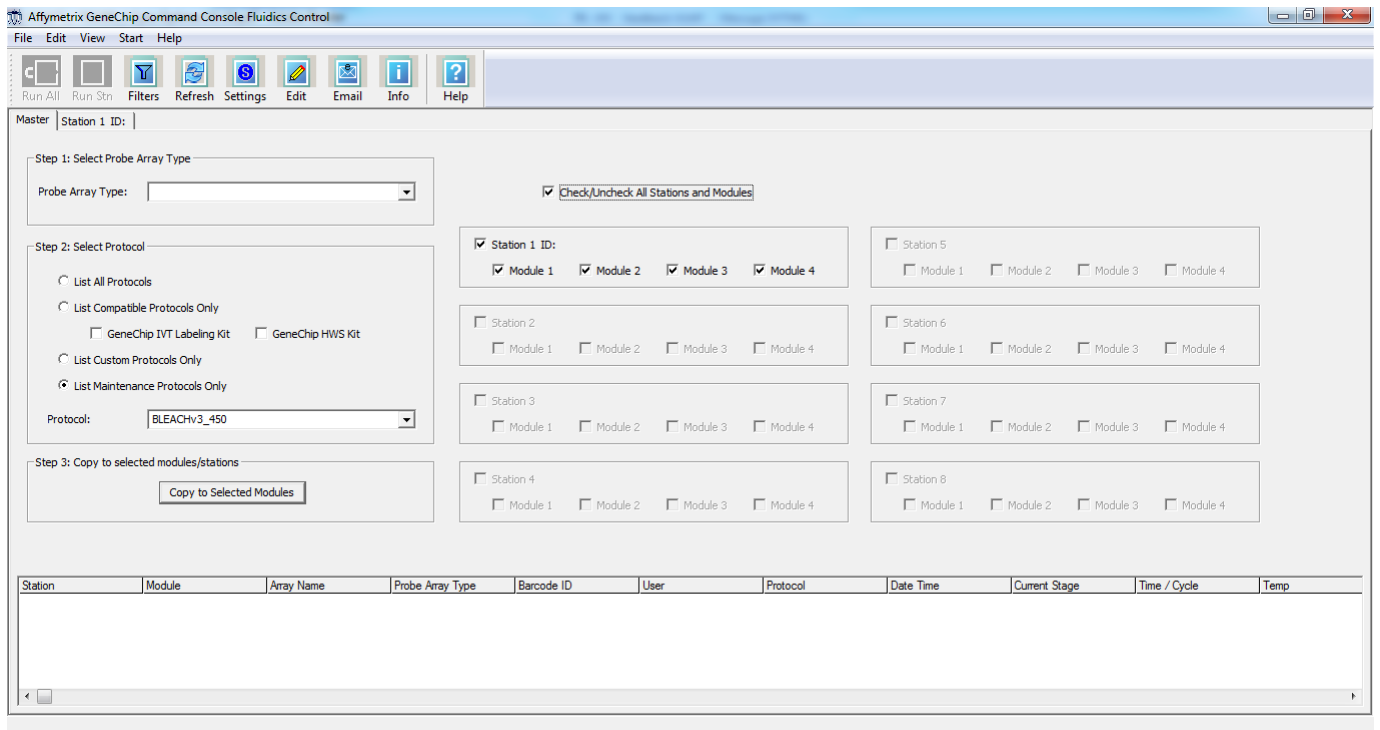 Affymetrix GeneChip Command Console Fluidics Control
File Edit View Start Help
Run All Run Stn Filters Refresh Settings Edit Email Info Help
Master Station 1 ID:
Step 1: Select Probe Array Type
Probe Array Type:
Check/Uncheck All Stations and Modules
Step 2: Select Protocol
List All Protocols
List Compatible Protocols Only
GeneChip IVT Labeling Kit GeneChip HWS Kit
List Custom Protocols Only
List Maintenance Protocols Only
Protocol: BLEACHv3_450
Step 3: Copy to selected modules/stations
Copy to Selected Modules
Station 1 ID:
Module 1 Module 2 Module 3 Module 4
Station 2
Module 1 Module 2 Module 3 Module 4
Station 3
Module 1 Module 2 Module 3 Module 4
Station 4
Module 1 Module 2 Module 3 Module 4
Station 5
Module 1 Module 2 Module 3 Module 4
Station 6
Module 1 Module 2 Module 3 Module 4
Station 7
Module 1 Module 2 Module 3 Module 4
Station 8
Module 1 Module 2 Module 3 Module 4
Station Module Array Name Probe Array Type Barcode ID User Protocol Date Time Current Stage Time / Cycle Temp